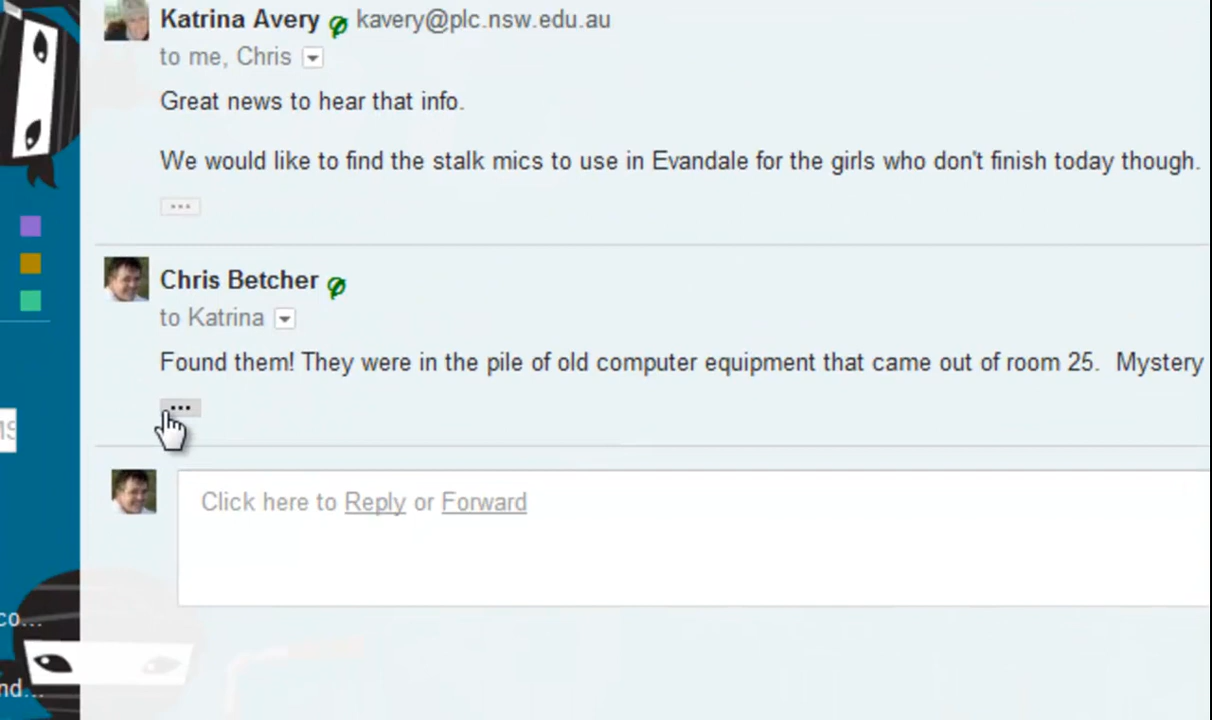 Katrina Avery kavery@plc.nsw.edu.au
to me, Chris
Great news to hear that info.
We would like to find the stalk mics to use in Evandale for the girls who don't finish today though.
...
Chris Betcher
to Katrina
Found them! They were in the pile of old computer equipment that came out of room 25. Mystery
...
Click here to Reply or Forward
co...
nd...